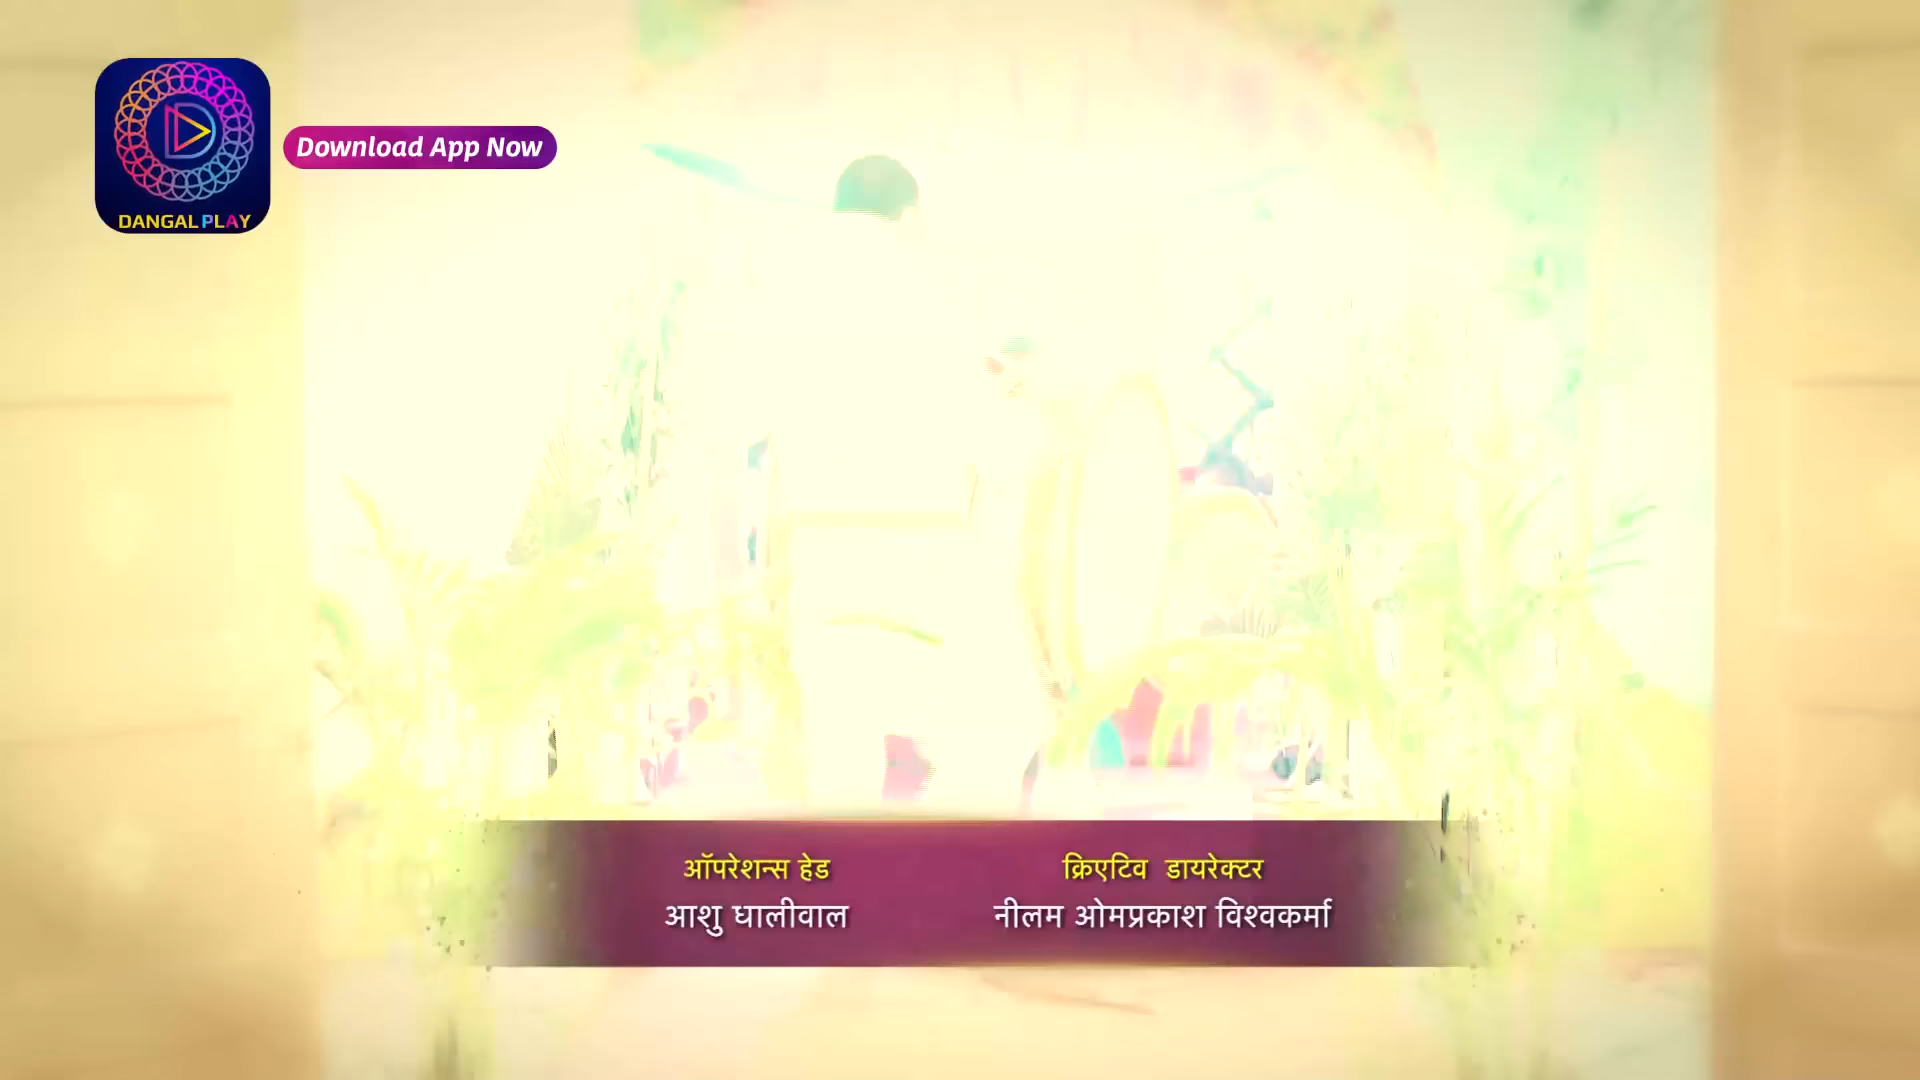 Download App Now
DANGAL PLAY
ऑपरेशन्स हेड
आशु धालीवाल
क्रिएटिव डायरेक्टर
नीलम ओमप्रकाश विश्वकर्मा